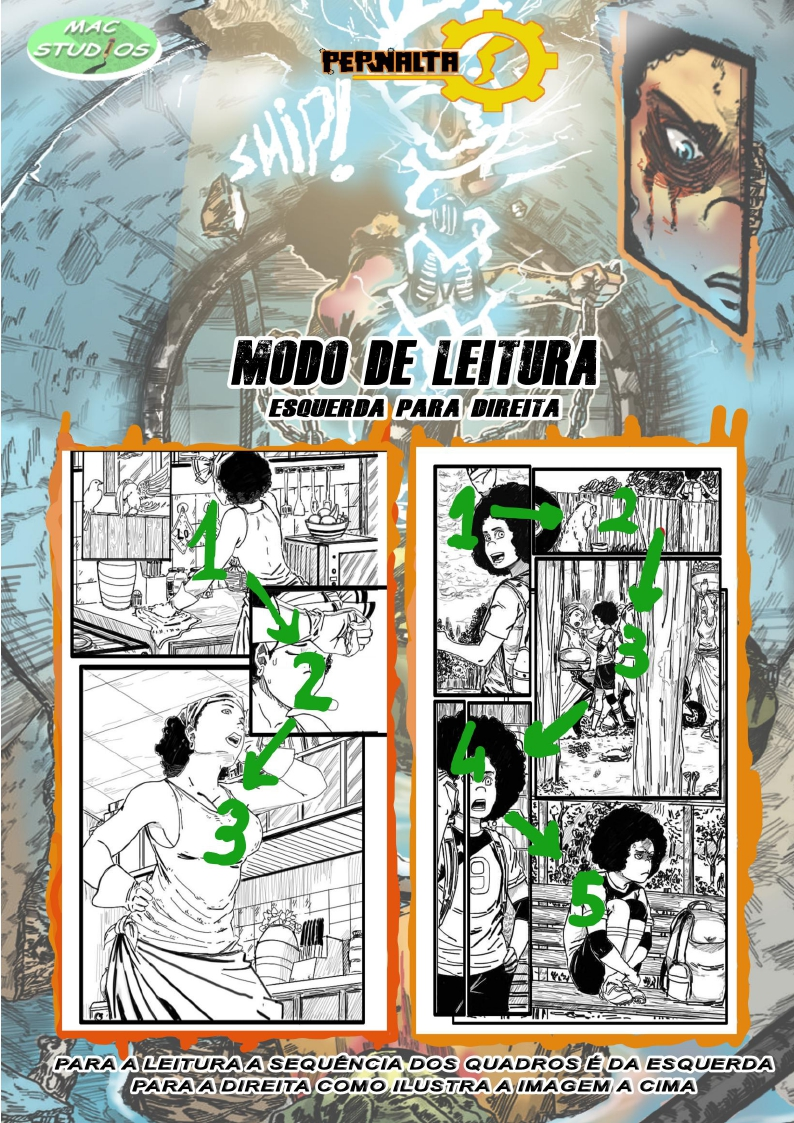 MAC
STUDIOS
PERNALTA
SHIP!
MODO DE LEITURA
ESQUERDA PARA DIREITA
1
2
3
1
2
3
4
5
9
PARA A LEITURA A SEQUÊNCIA DOS QUADROS É DA ESQUERDA
PARA A DIREITA COMO ILUSTRA A IMAGEM A CIMA